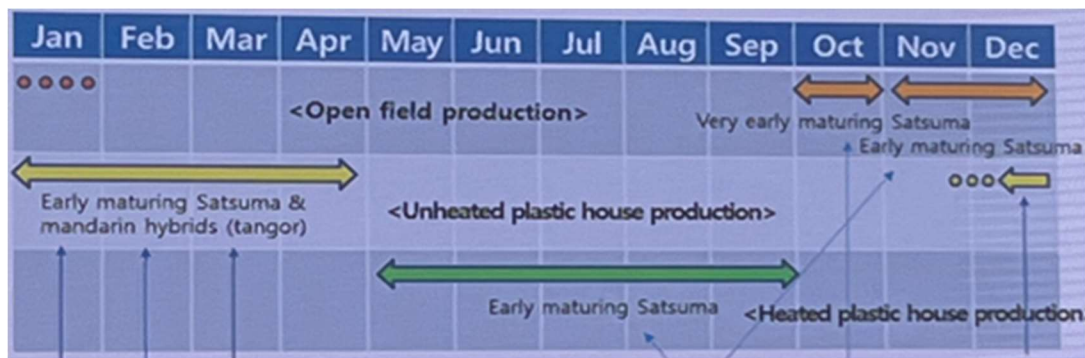 Jan Feb Mar Apr May Jun Jul Aug Sep Oct Nov Dec
<Open field production>
Very early maturing Satsuma
Early maturing Satsuma
Early maturing Satsuma &
mandarin hybrids (tangor)
<Unheated plastic house production>
Early maturing Satsuma
<Heated plastic house production